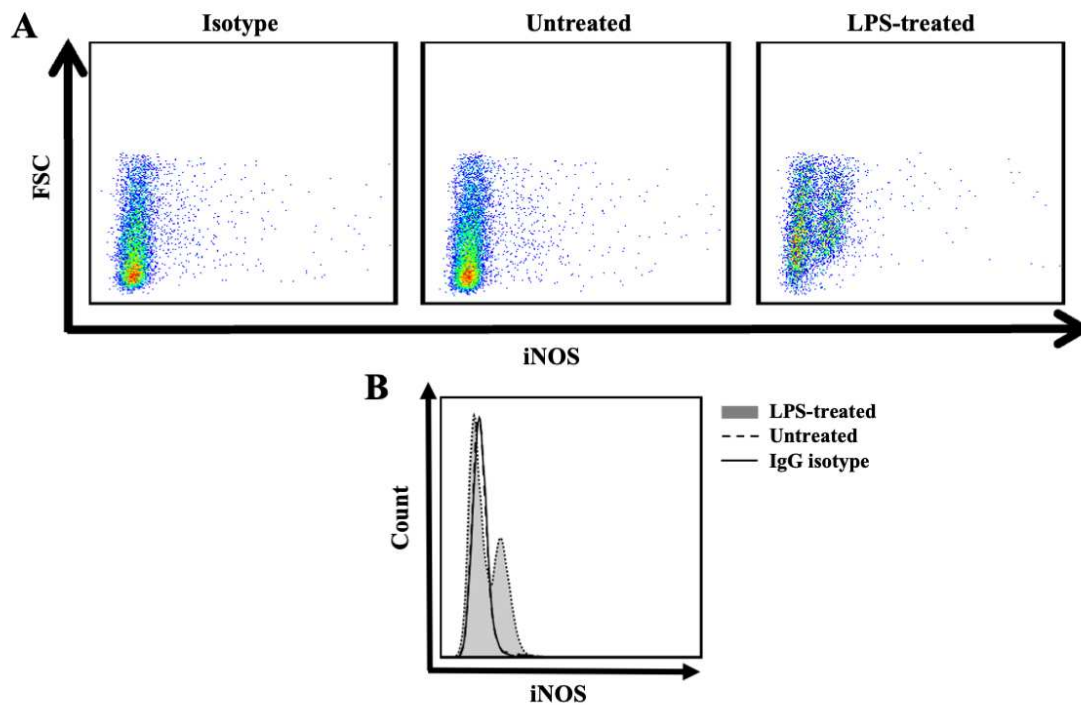 A
Isotype
Untreated
LPS-treated
FSC
iNOS
B
LPS-treated
Untreated
IgG isotype
Count
iNOS